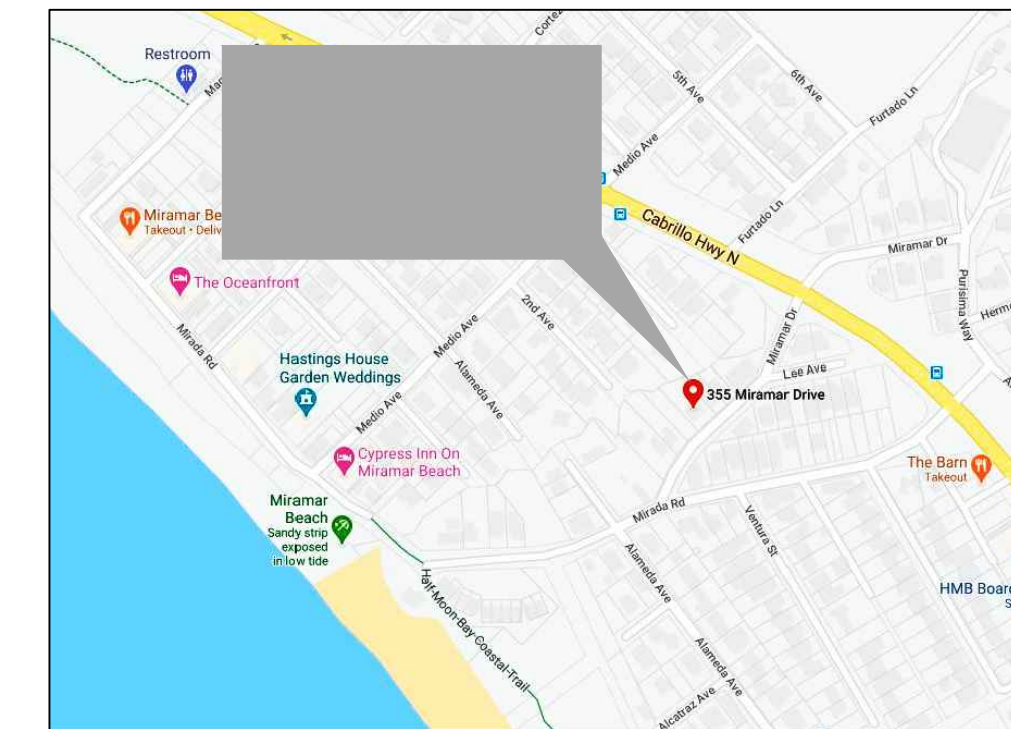 Cortez
Restroom
5th Ave
6th Ave
Furtado Ln
Medio Ave
Miramar Be
Takeout • Deliv
Cabrillo Hwy N
Furtado Ln
Miramar Dr
The Oceanfront
Purisima Way
2nd Ave
Mirada Rd
Medio Ave
Miramar Dr
Hastings House
Garden Weddings
Alameda Ave
Lee Ave
355 Miramar Drive
Medio Ave
Cypress Inn On
Miramar Beach
The Barn
Takeout
Miramar
Beach
Sandy strip
exposed
in low tide
Mirada Rd
Ventura St
Half-Moon-Bay-Coastal-Trail
Alameda Ave
HMB Board
Alameda Ave
Alcatraz Ave